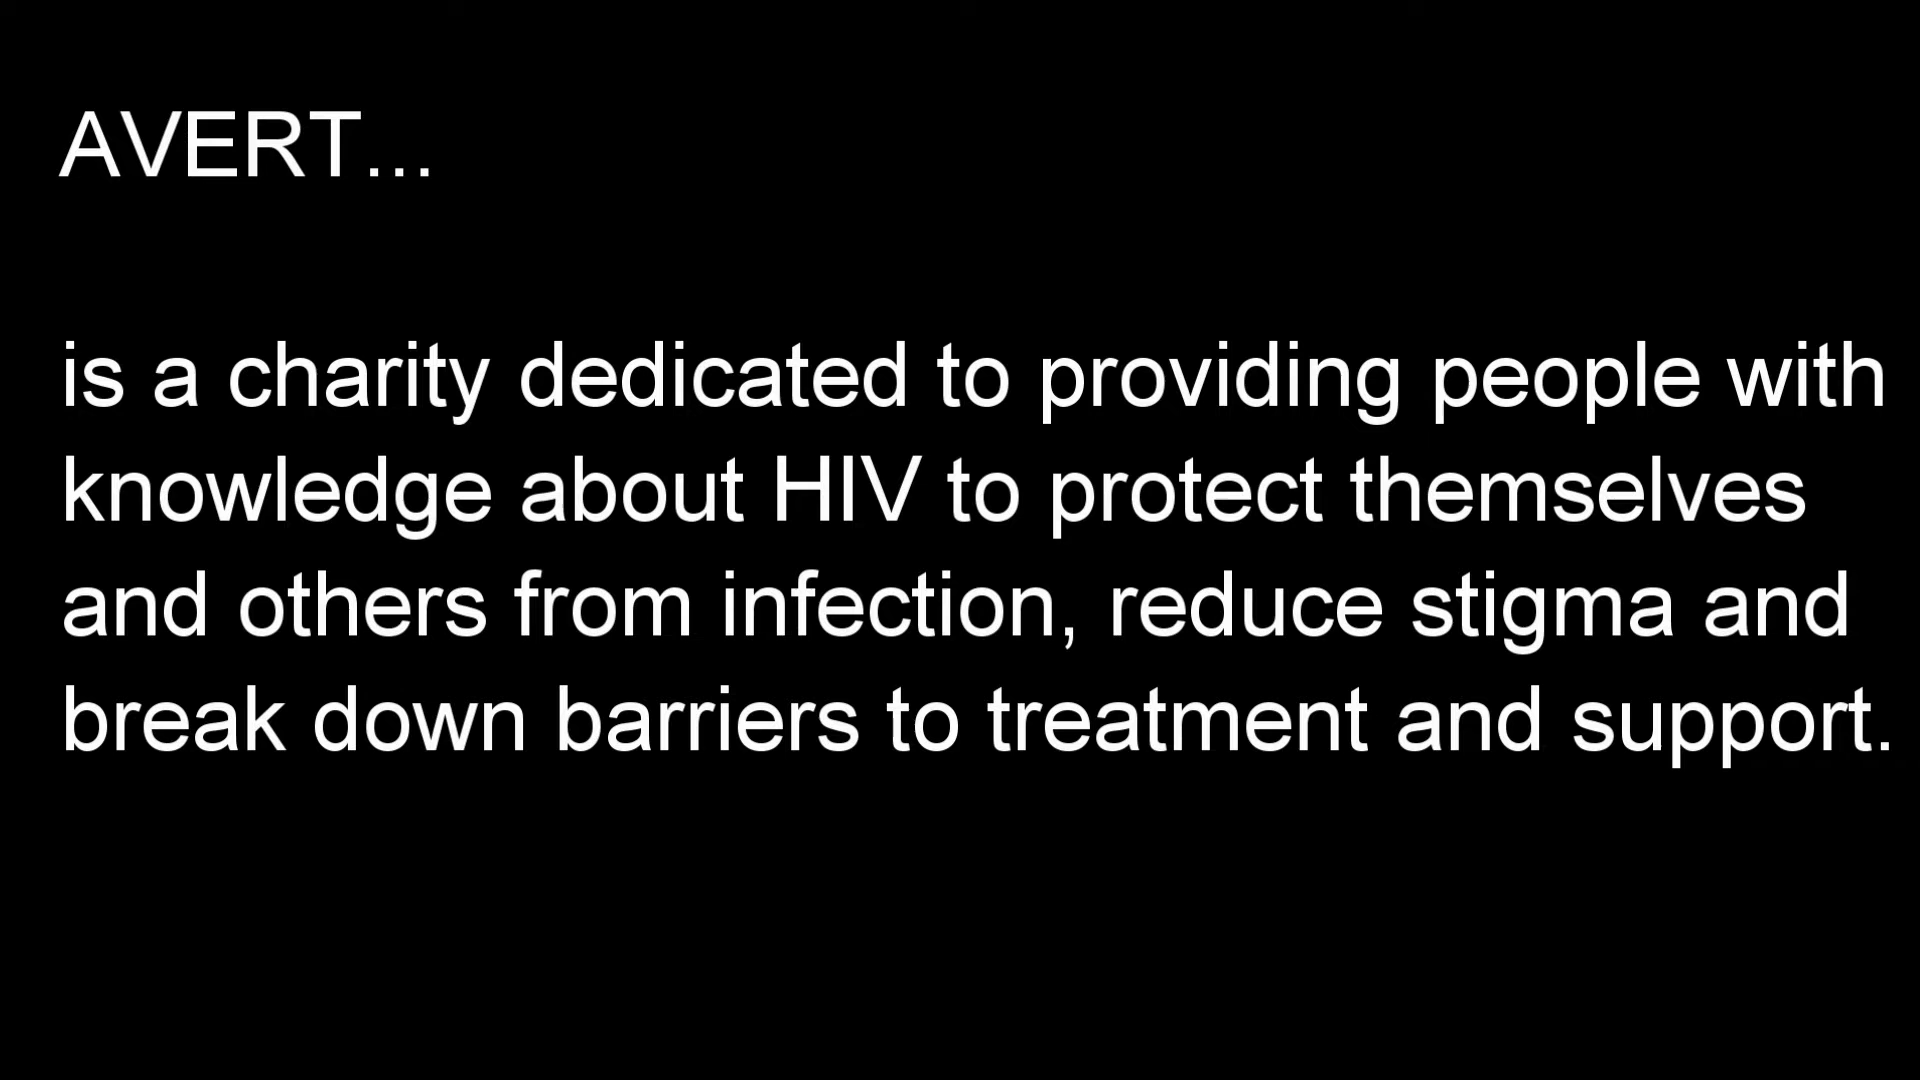 AVERT...
is a charity dedicated to providing people with
knowledge about HIV to protect themselves
and others from infection, reduce stigma and
break down barriers to treatment and support.